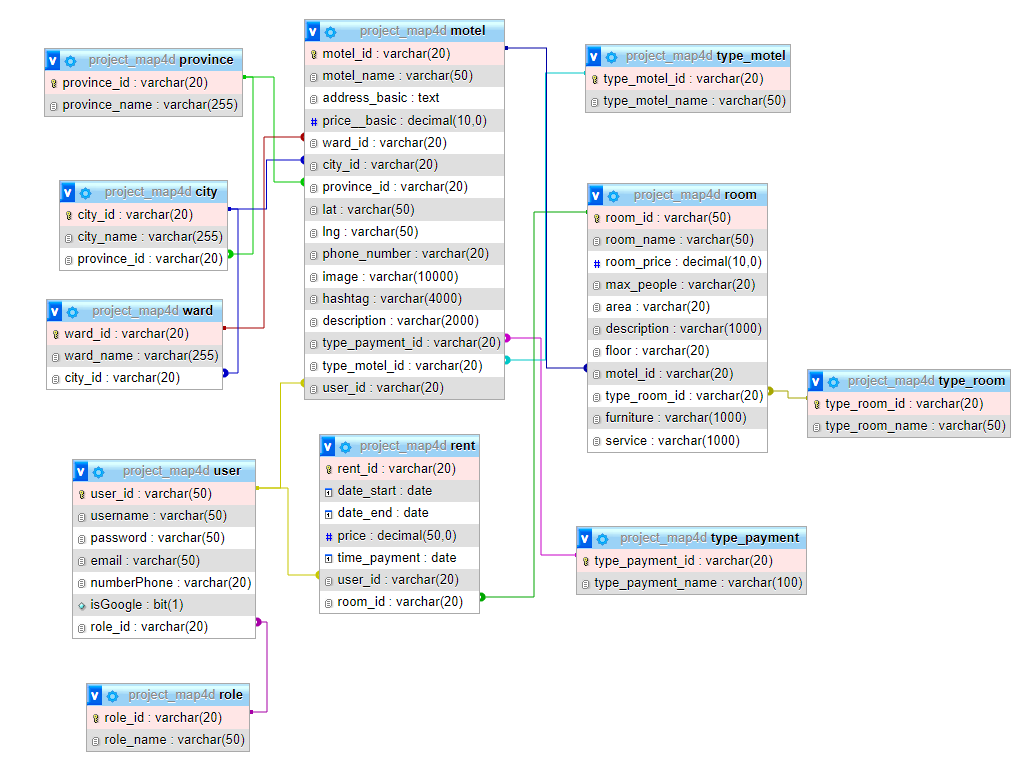 project_map4d motel
motel_id : varchar(20)
motel_name : varchar(50)
address_basic : text
price__basic : decimal(10,0)
ward_id : varchar(20)
city_id : varchar(20)
province_id : varchar(20)
lat : varchar(50)
lng : varchar(50)
phone_number : varchar(20)
image : varchar(10000)
hashtag : varchar(4000)
description : varchar(2000)
type_payment_id : varchar(20)
type_motel_id : varchar(20)
user_id : varchar(20)
project_map4d province
province_id : varchar(20)
province_name : varchar(255)
project_map4d type_motel
type_motel_id : varchar(20)
type_motel_name : varchar(50)
project_map4d city
city_id : varchar(20)
city_name : varchar(255)
province_id : varchar(20)
project_map4d room
room_id : varchar(50)
room_name : varchar(50)
room_price : decimal(10,0)
max_people : varchar(20)
area : varchar(20)
description : varchar(1000)
floor : varchar(20)
motel_id : varchar(20)
type_room_id : varchar(20)
furniture : varchar(1000)
service : varchar(1000)
project_map4d ward
ward_id : varchar(20)
ward_name : varchar(255)
city_id : varchar(20)
project_map4d type_room
type_room_id : varchar(20)
type_room_name : varchar(50)
project_map4d rent
rent_id : varchar(20)
date_start : date
date_end : date
price : decimal(50,0)
time_payment : date
user_id : varchar(20)
room_id : varchar(20)
project_map4d user
user_id : varchar(50)
username : varchar(50)
password : varchar(50)
email : varchar(50)
numberPhone : varchar(20)
isGoogle : bit(1)
role_id : varchar(20)
project_map4d type_payment
type_payment_id : varchar(20)
type_payment_name : varchar(100)
project_map4d role
role_id : varchar(20)
role_name : varchar(50)